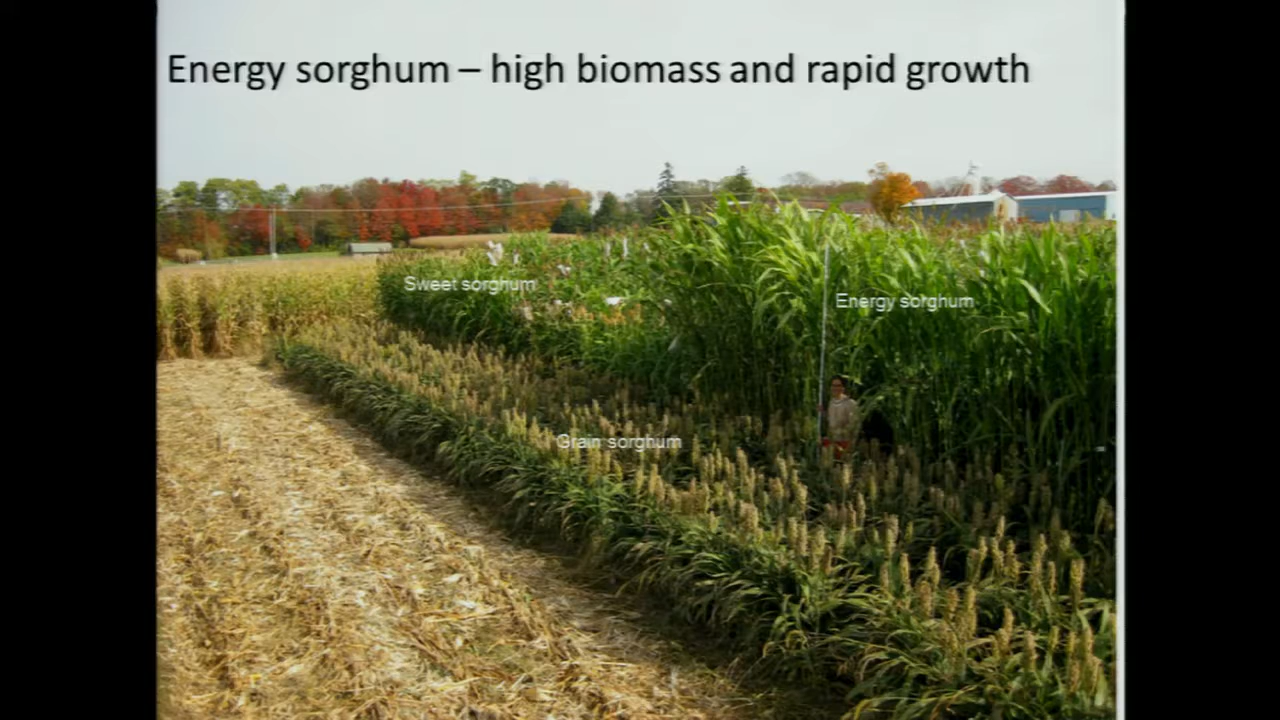 Energy sorghum – high biomass and rapid growth
Sweet sorghum
Energy sorghum
Grain sorghum